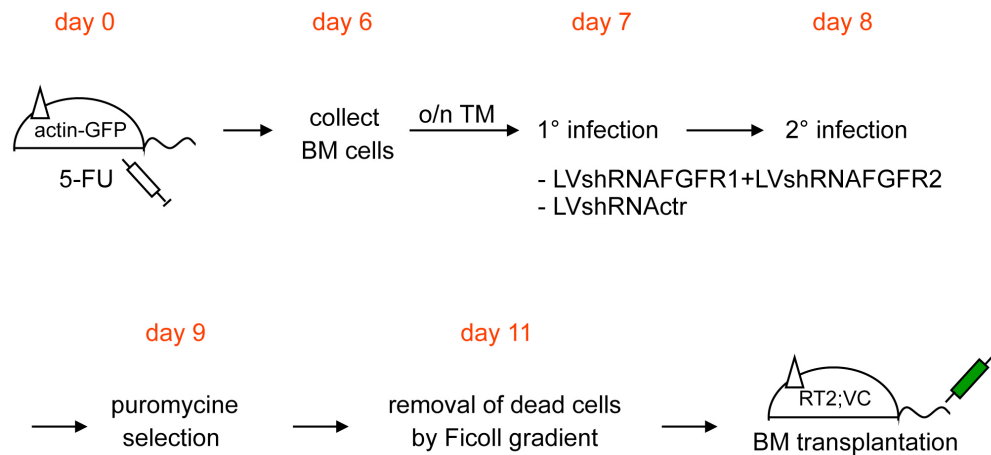 day 0
day 6
day 7
day 8
actin-GFP
5-FU
collect
BM cells
o/n TM
1° infection
2° infection
- LVshRNAFGFR1+LVshRNAFGFR2
- LVshRNActr
day 9
day 11
puromycine
selection
removal of dead cells
by Ficoll gradient
RT2;VC
BM transplantation